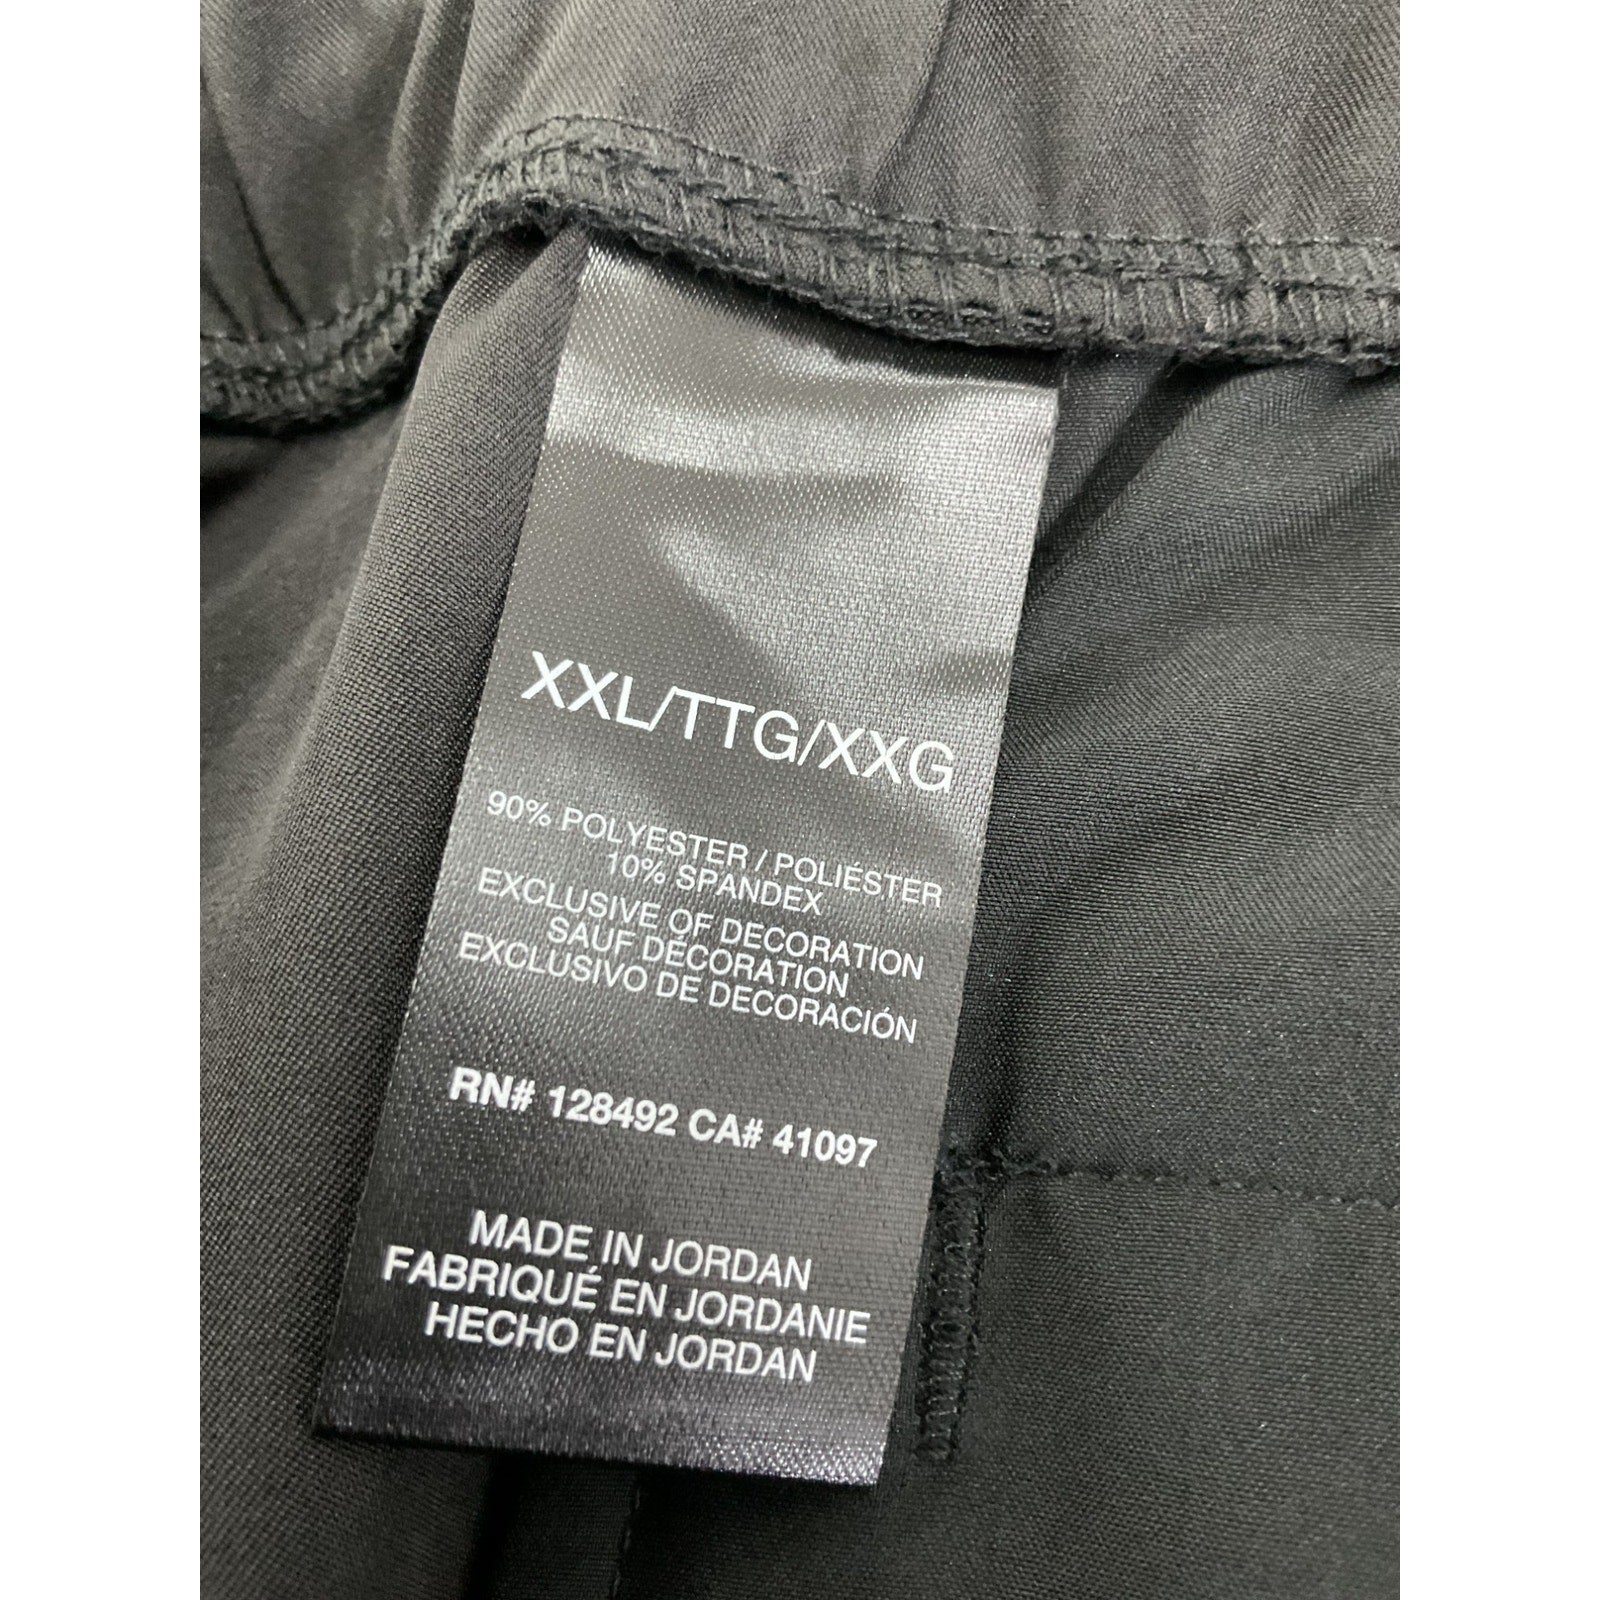 XXL/TTG/XXG
90% POLYESTER / POLIÉSTER
10% SPANDEX
EXCLUSIVE OF DECORATION
SAUF DÉCORATION
EXCLUSIVO DE DECORACIÓN
RN# 128492 CA# 41097
MADE IN JORDAN
FABRIQUÉ EN JORDANIE
HECHO EN JORDAN